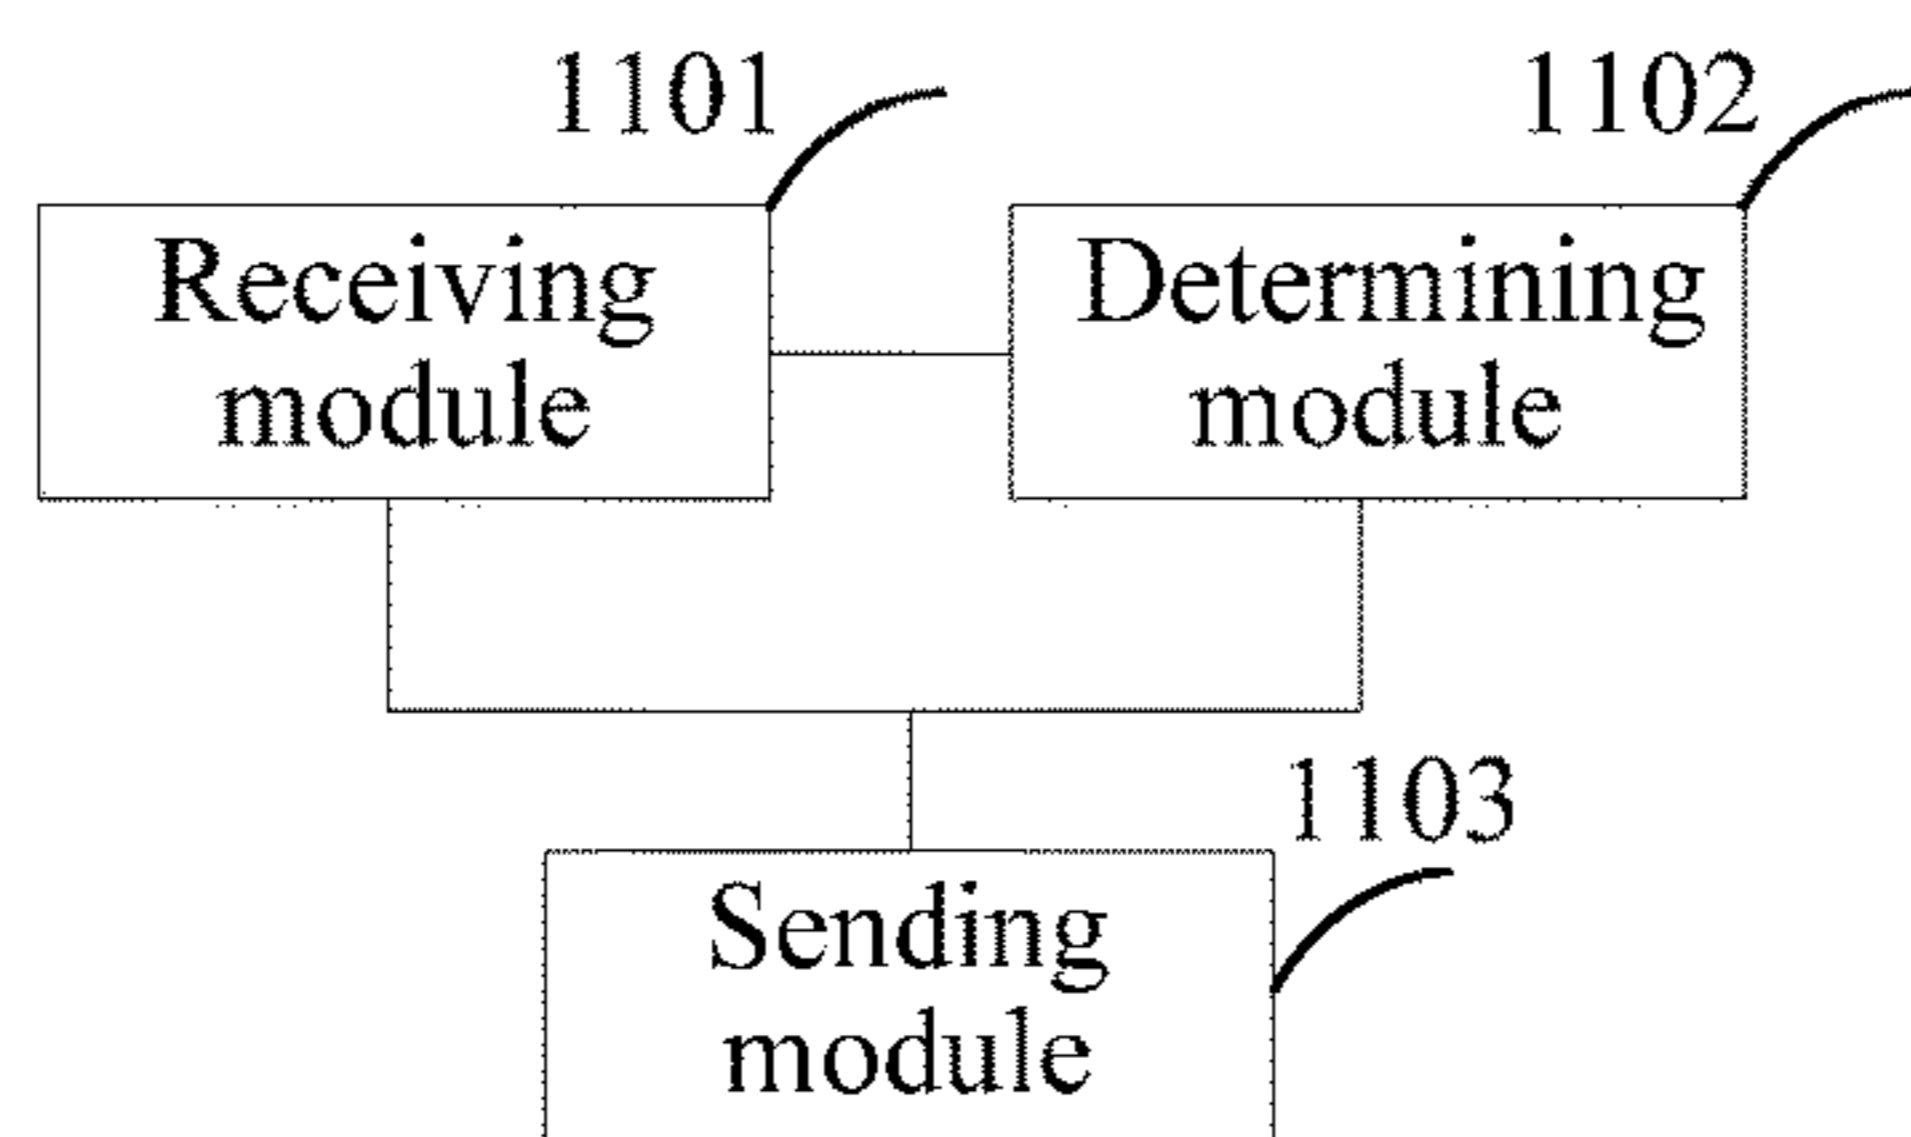 1101
1102
Receiving
module
Determining
module
1103
Sending
module